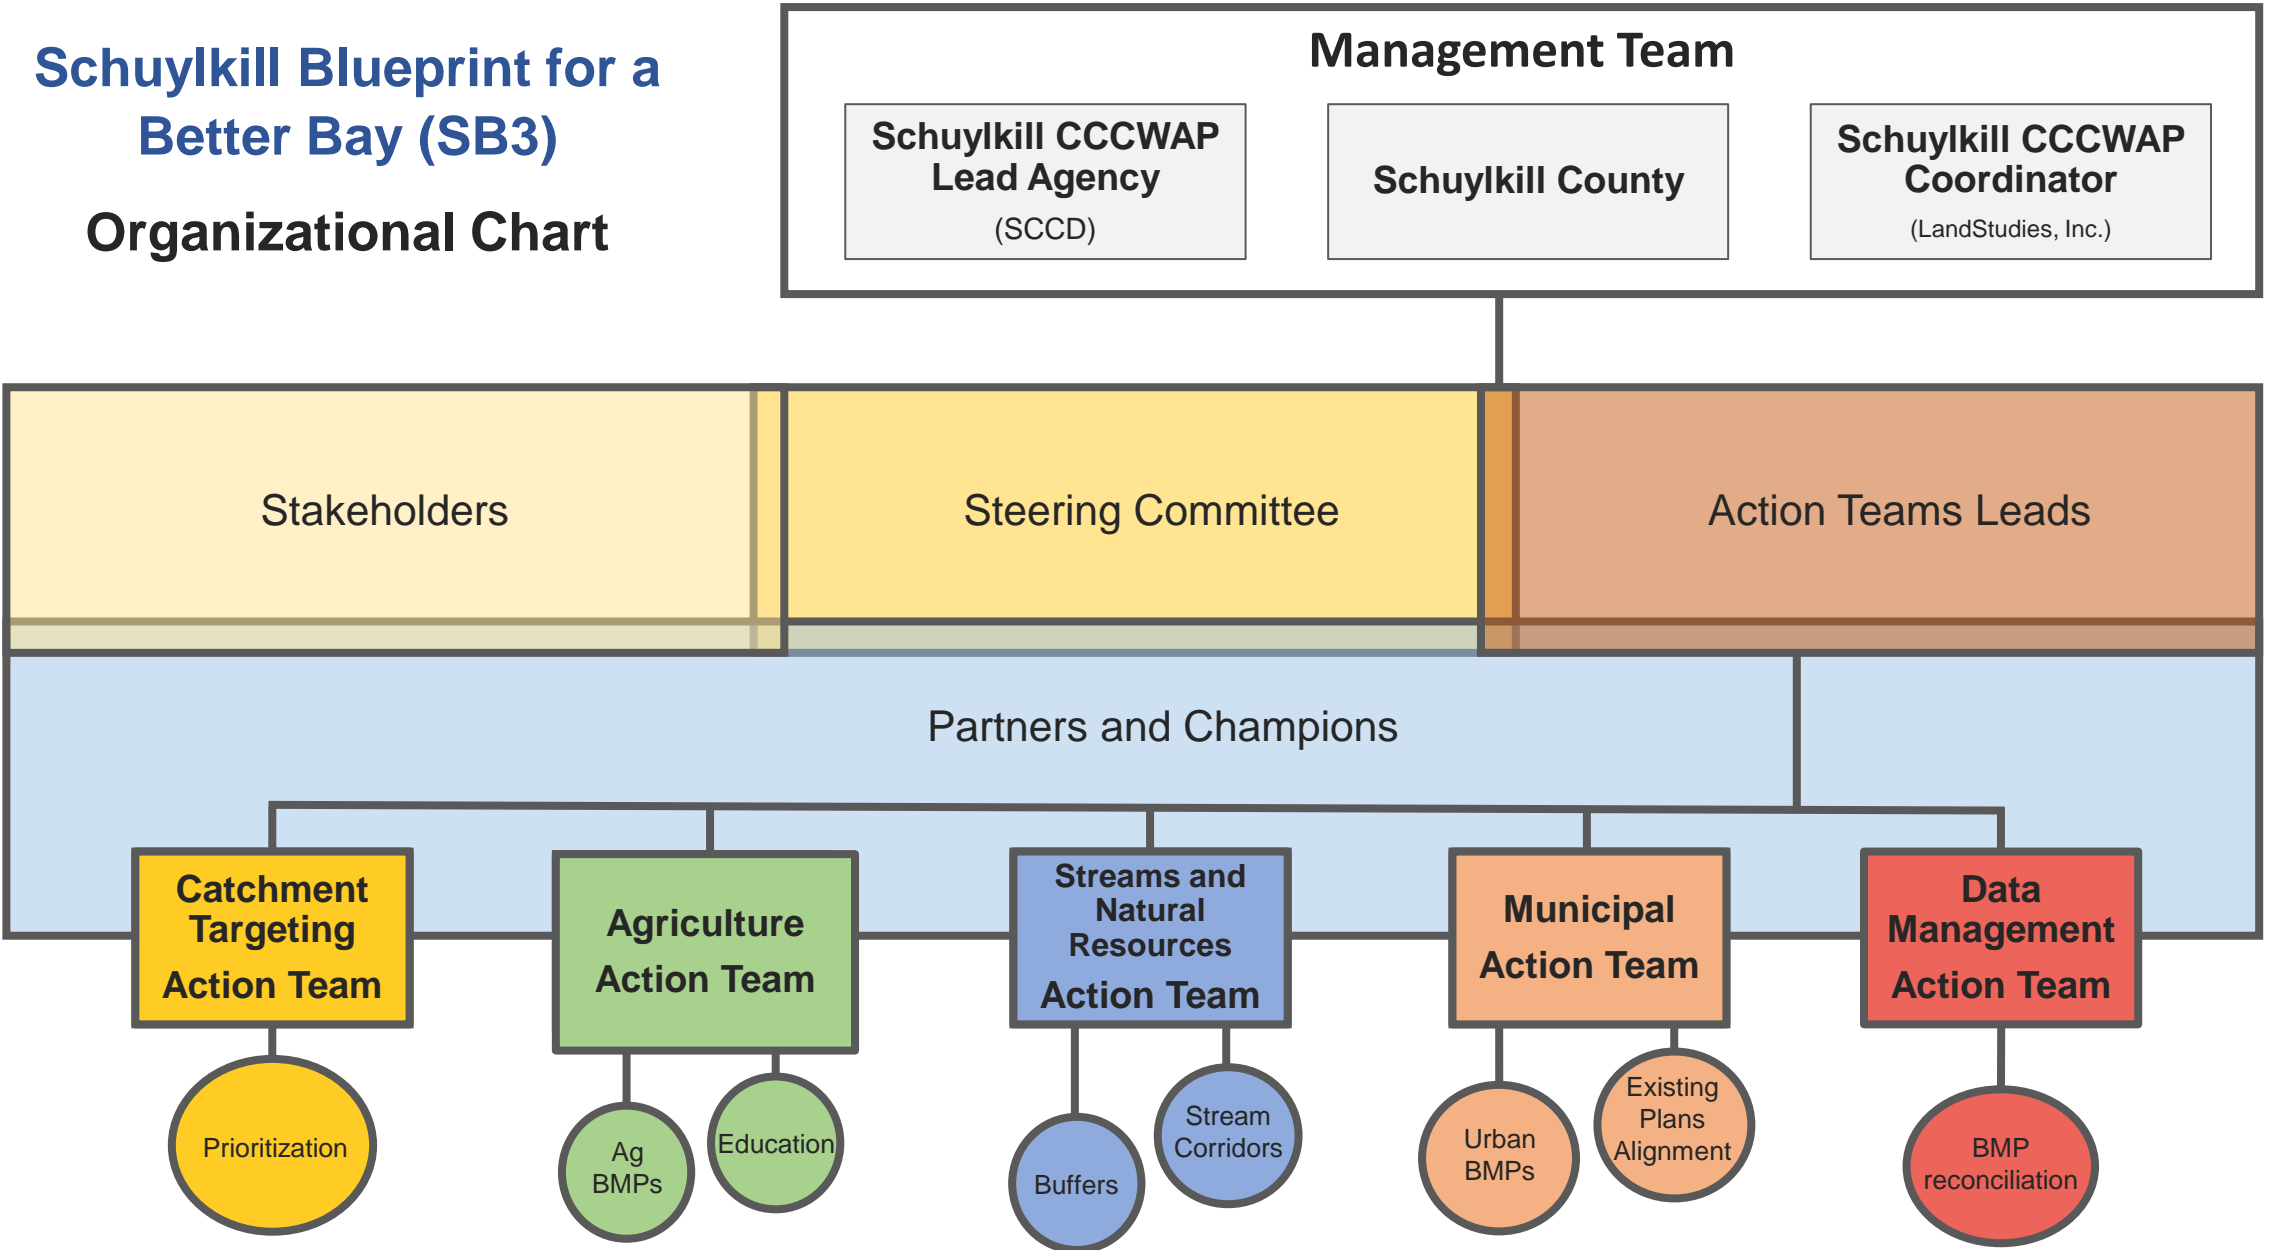 Schuylkill Blueprint for a
Better Bay (SB3)
Organizational Chart
Management Team
Schuylkill CCCWAP
Lead Agency
(SCCD)
Schuylkill County
Schuylkill CCCWAP
Coordinator
(LandStudies, Inc.)
Stakeholders
Steering Committee
Action Teams Leads
Partners and Champions
Catchment
Targeting
Action Team
Agriculture
Action Team
Streams and
Natural
Resources
Action Team
Municipal
Action Team
Data
Management
Action Team
Prioritization
Ag
BMPs
Education
Buffers
Stream
Corridors
Urban
BMPs
Existing
Plans
Alignment
BMP
reconciliation